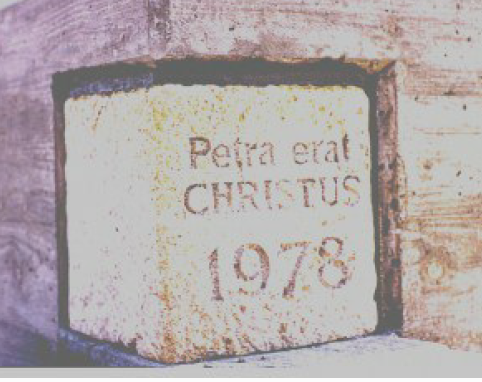 Petra erat
CHRISTUS
1978